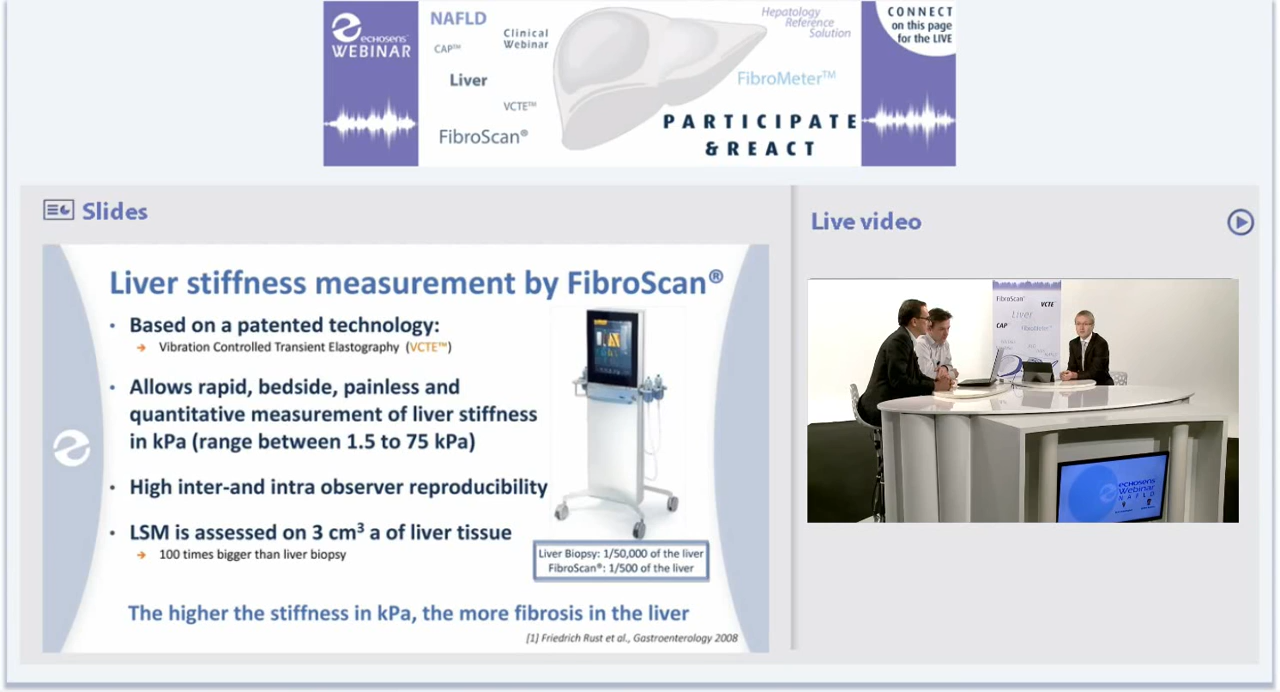 echosens
WEBINAR
NAFLD
CAP™
Clinical
Webinar
Liver
VCTE™
FibroScan®
Hepatology
Reference
Solution
FibroMeter™
PARTICIPATE
& REACT
CONNECT
on this page
for the LIVE
Slides
Liver stiffness measurement by FibroScan®
• Based on a patented technology:
→ Vibration Controlled Transient Elastography (VCTE™)
• Allows rapid, bedside, painless and
quantitative measurement of liver stiffness
in kPa (range between 1.5 to 75 kPa)
• High inter-and intra observer reproducibility
• LSM is assessed on 3 cm³ a of liver tissue
→ 100 times bigger than liver biopsy
Liver Biopsy: 1/50,000 of the liver
FibroScan®: 1/500 of the liver
The higher the stiffness in kPa, the more fibrosis in the liver
[1] Friedrich Rust et al., Gastroenterology 2008
Live video
FibroScan®
VCTE
Liver
CAP
FibroMeter
echosens
Webinar
NAFLD